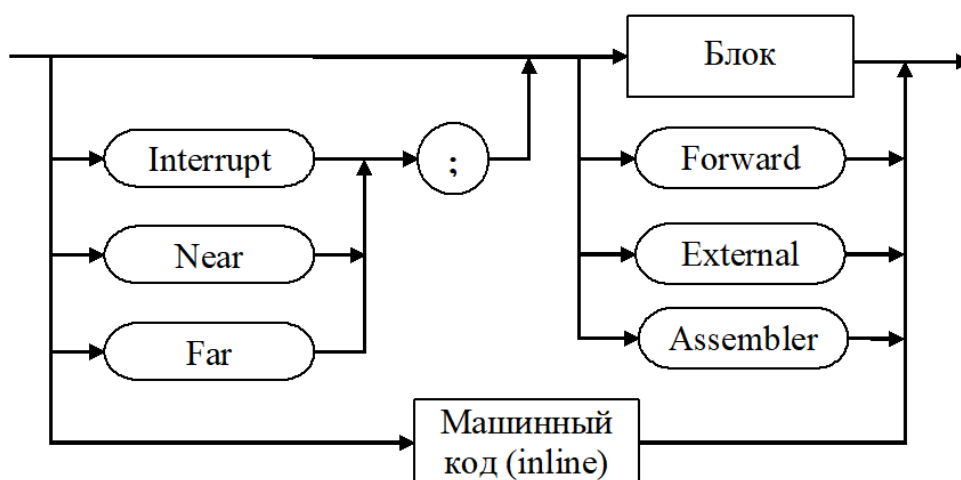 Блок
Interrupt
;
Forward
Near
External
Far
Assembler
Машинный
код (inline)